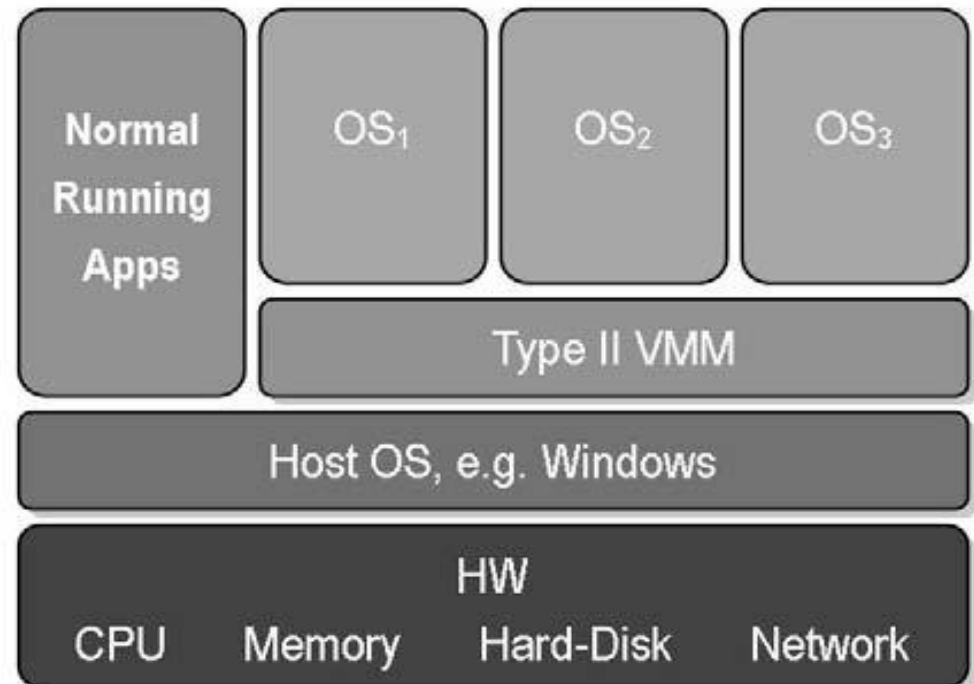 Normal
Running
Apps
OS₁
OS₂
OS₃
Type II VMM
Host OS, e.g. Windows
HW
CPU Memory Hard-Disk Network